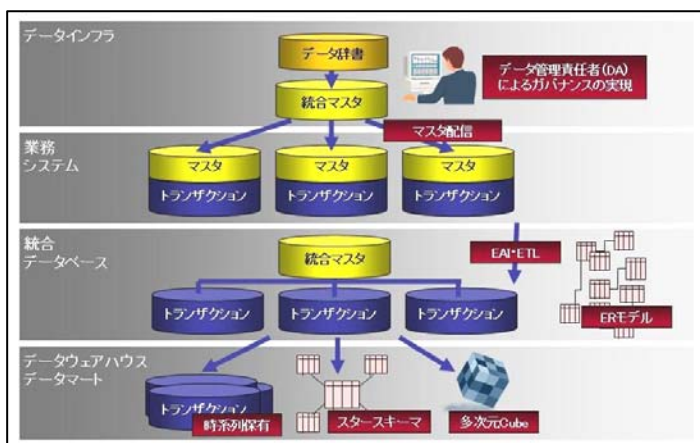 データインフラ
データ辞書
統合マスタ
データ管理責任者(DA)
によるガバナンスの実現
マスタ配信
業務
システム
マスタ
マスタ
マスタ
トランザクション
トランザクション
トランザクション
統合
データベース
統合マスタ
EAI・ETL
トランザクション
トランザクション
トランザクション
ERモデル
データウェアハウス
データマート
トランザクション
時系列保有
スタースキーマ
多次元Cube